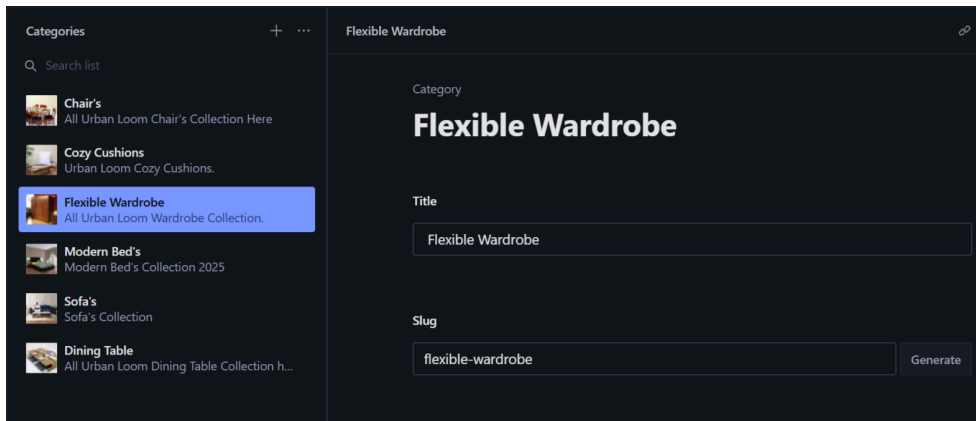 Categories
Search list
Chair's
All Urban Loom Chair's Collection Here
Cozy Cushions
Urban Loom Cozy Cushions.
Flexible Wardrobe
All Urban Loom Wardrobe Collection.
Modern Bed's
Modern Bed's Collection 2025
Sofa's
Sofa's Collection
Dining Table
All Urban Loom Dining Table Collection h...
Flexible Wardrobe
Category
Flexible Wardrobe
Title
Flexible Wardrobe
Slug
flexible-wardrobe
Generate